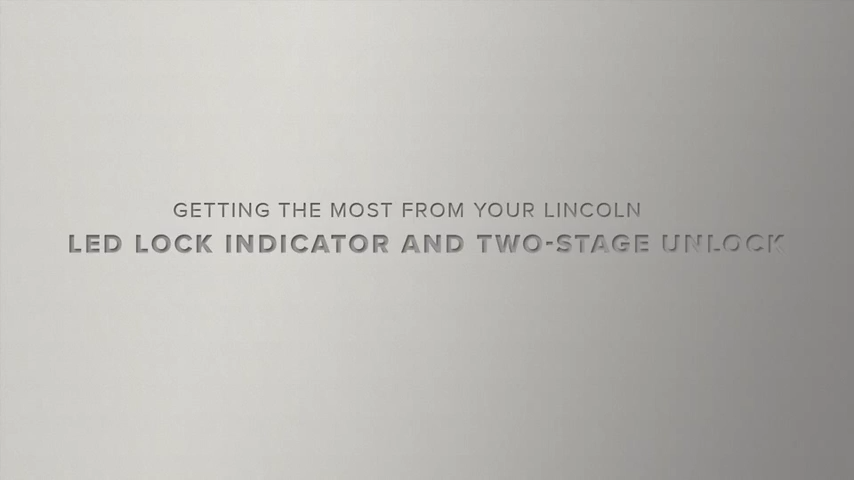 GETTING THE MOST FROM YOUR LINCOLN
LED LOCK INDICATOR AND TWO-STAGE UNLOCK